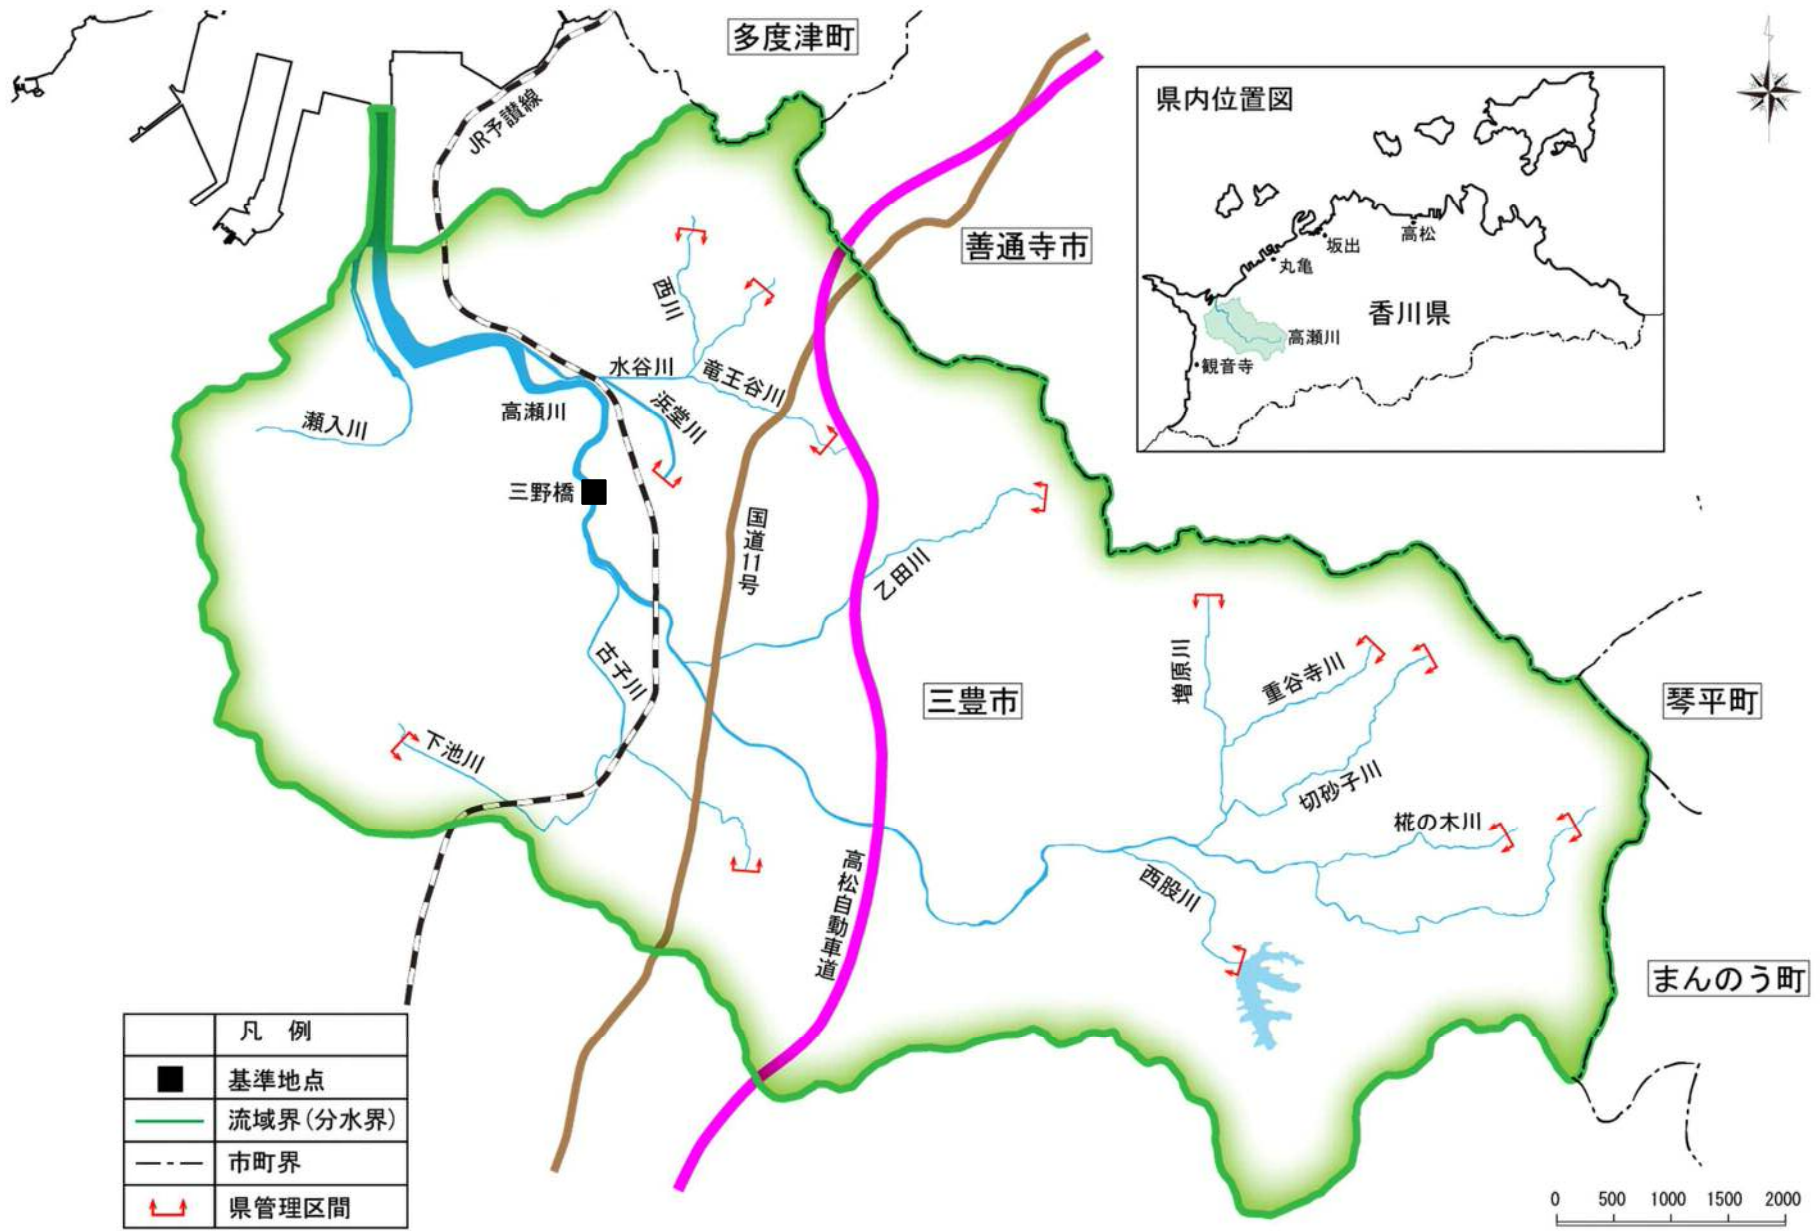 多度津町
県内位置図
JR予讃線
高松
坂出
丸亀
善通寺市
香川県
高瀬川
観音寺
西川
水谷川
竜王谷川
高瀬川
浜堂川
瀬入川
三野橋
国道11号
乙田川
古子川
増原川
重谷寺川
三豊市
琴平町
下池川
切砂子川
椛の木川
高松自動車道
西股川
まんのう町
凡 例
基準地点
流域界(分水界)
市町界
県管理区間
0 500 1000 1500 2000